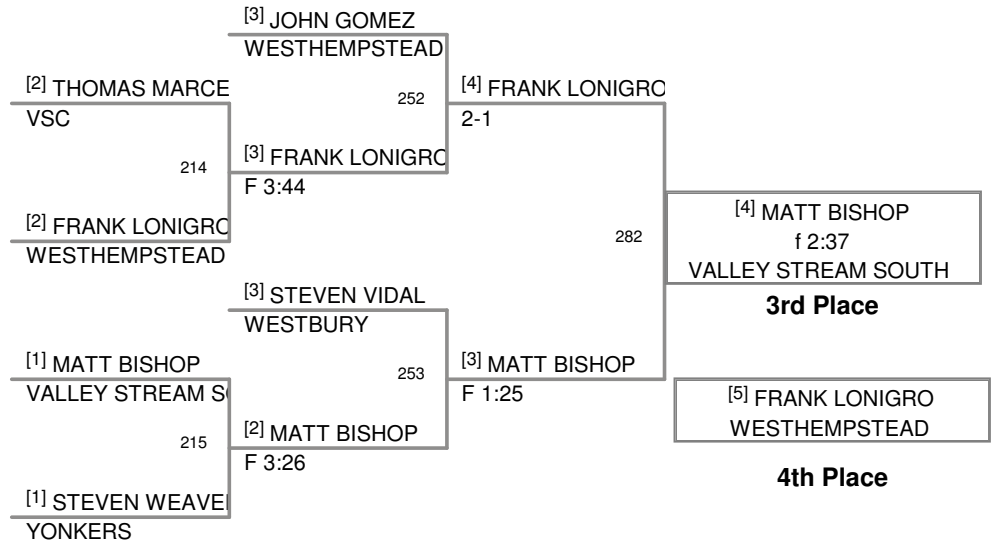 [3] JOHN GOMEZ
WESTHEMPSTEAD
[2] THOMAS MARCE
VSC
252
[4] FRANK LONIGRO
2-1
214
[3] FRANK LONIGRO
F 3:44
[2] FRANK LONIGRO
WESTHEMPSTEAD
282
[4] MATT BISHOP
f 2:37
VALLEY STREAM SOUTH
3rd Place
[3] STEVEN VIDAL
WESTBURY
[1] MATT BISHOP
VALLEY STREAM SO
253
[3] MATT BISHOP
F 1:25
[5] FRANK LONIGRO
WESTHEMPSTEAD
4th Place
215
[2] MATT BISHOP
F 3:26
[1] STEVEN WEAVER
YONKERS